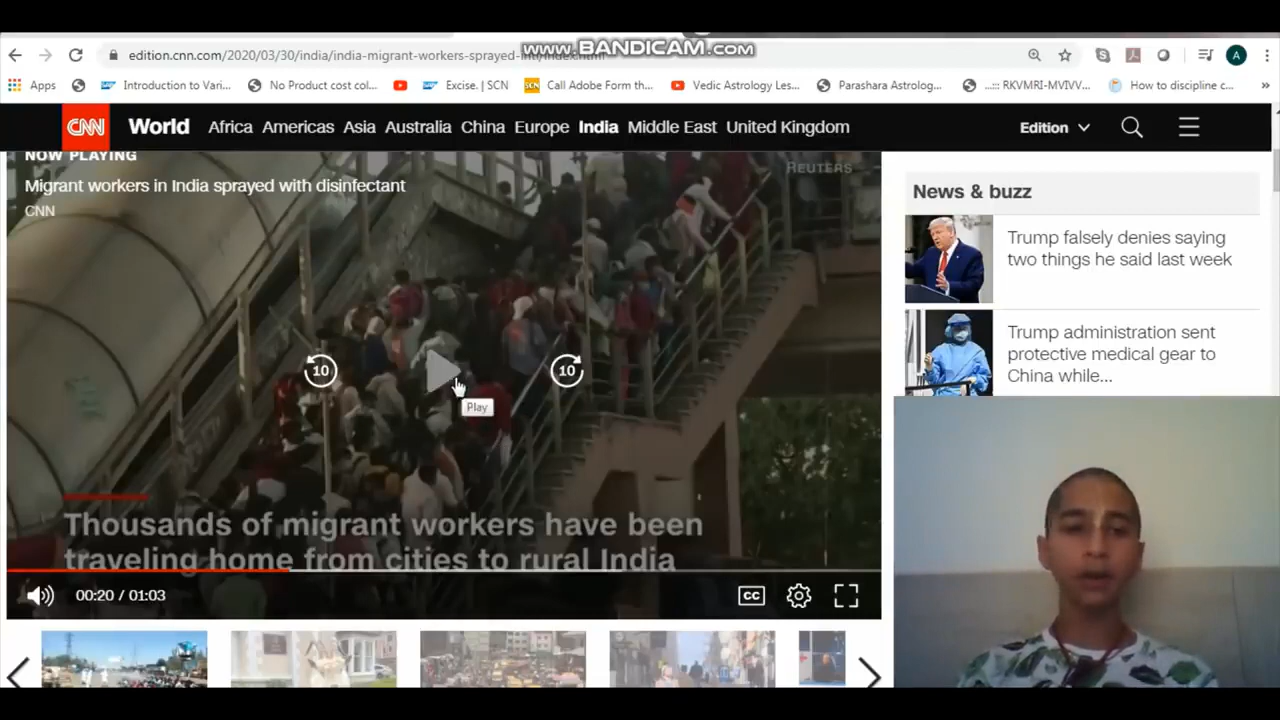 www.BANDICAM.com
edition.cnn.com/2020/03/30/india/india-migrant-workers-sprayed-intl/index.html
Apps
Introduction to Vari...
No Product cost col...
Excise. | SCN
SCN
Call Adobe Form th...
Vedic Astrology Les...
Parashara Astrolog...
...::: RKVMRI-MVIVV...
How to discipline c...
»
A
CNN
World
Africa
Americas
Asia
Australia
China
Europe
India
Middle East
United Kingdom
Edition
NOW PLAYING
REUTERS
Migrant workers in India sprayed with disinfectant
CNN
News & buzz
Trump falsely denies saying
two things he said last week
Trump administration sent
protective medical gear to
China while...
10
10
Play
Thousands of migrant workers have been
traveling home from cities to rural India
00:20 / 01:03
CC